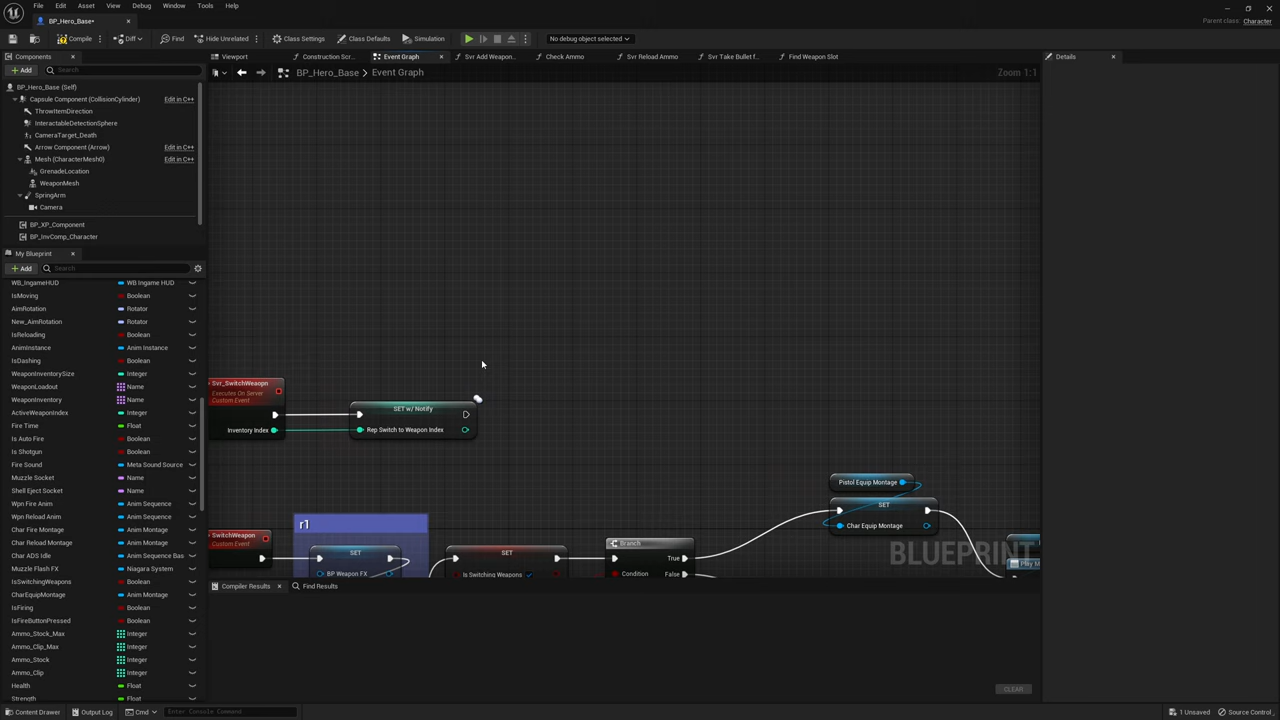 File Edit Asset View Debug Window Tools Help
BP_Hero_Base*
Parent class: Character
Compile Diff Find Hide Unrelated Class Settings Class Defaults Simulation No debug object selected
Components
Viewport Construction Scr... Event Graph Svr Add Weapon... Check Ammo Svr Reload Ammo Svr Take Bullet f... Find Weapon Slot Details
Add Search
BP_Hero_Base > Event Graph
Zoom 1:1
BP_Hero_Base (Self)
Capsule Component (CollisionCylinder) Edit in C++
ThrowItemDirection
InteractableDetectionSphere
CameraTarget_Death
Arrow Component (Arrow) Edit in C++
Mesh (CharacterMesh0) Edit in C++
GrenadeLocation
WeaponMesh
SpringArm
Camera
BP_XP_Component
BP_InvComp_Character
My Blueprint
Add Search
WB_IngameHUD WB Ingame HUD
IsMoving Boolean
AimRotation Rotator
New_AimRotation Rotator
IsReloading Boolean
AnimInstance Anim Instance
IsDashing Boolean
WeaponInventorySize Integer
WeaponLoadout Name
WeaponInventory Name
ActiveWeaponIndex Integer
Fire Time Float
Is Auto Fire Boolean
Is Shotgun Boolean
Fire Sound Meta Sound Source
Muzzle Socket Name
Shell Eject Socket Name
Wpn Fire Anim Anim Sequence
Wpn Reload Anim Anim Sequence
Char Fire Montage Anim Montage
Char Reload Montage Anim Montage
Char ADS Idle Anim Sequence Bas
Muzzle Flash FX Niagara System
IsSwitchingWeapons Boolean
CharEquipMontage Anim Montage
IsFiring Boolean
IsFireButtonPressed Boolean
Ammo_Stock_Max Integer
Ammo_Clip_Max Integer
Ammo_Stock Integer
Ammo_Clip Integer
Health Float
Strength Float
Svr_SwitchWeaopn
Executes On Server
Custom Event
Inventory Index
SET w/ Notify
Rep Switch to Weapon Index
SwitchWeapon
Custom Event
r1
SET
BP Weapon FX
SET
Is Switching Weapons
Branch
True
Condition False
Pistol Equip Montage
SET
Char Equip Montage
Play M
BLUEPRINT
Compiler Results Find Results
CLEAR
Content Drawer Output Log Cmd Enter Console Command 1 Unsaved Source Control